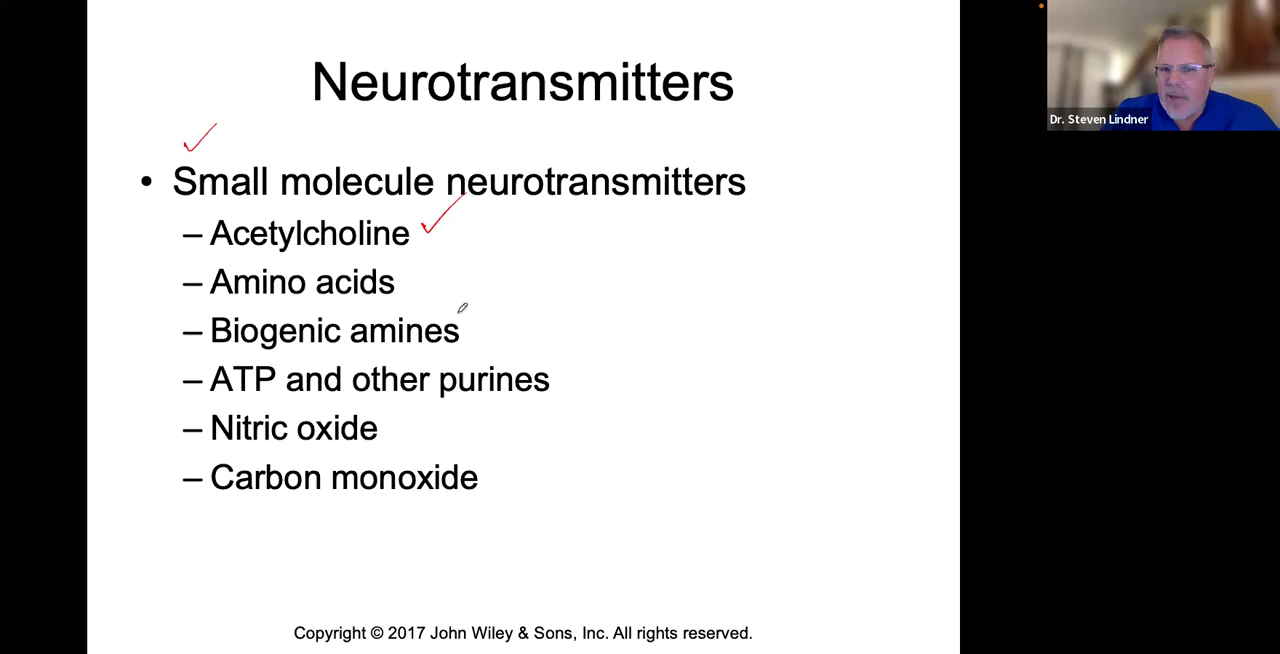 Neurotransmitters
• Small molecule neurotransmitters
– Acetylcholine
– Amino acids
– Biogenic amines
– ATP and other purines
– Nitric oxide
– Carbon monoxide
Copyright © 2017 John Wiley & Sons, Inc. All rights reserved.
Dr. Steven Lindner